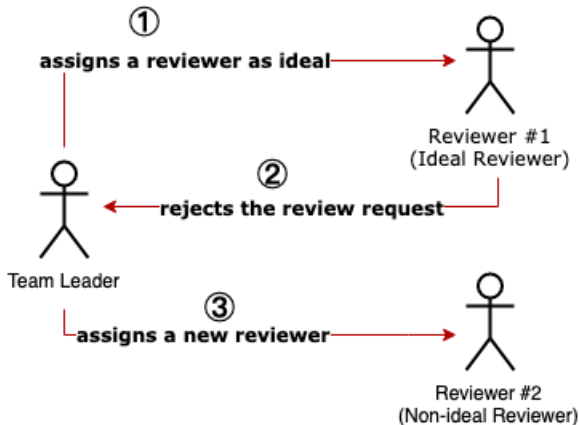 ①
assigns a reviewer as ideal
Reviewer #1
(Ideal Reviewer)
②
rejects the review request
Team Leader
③
assigns a new reviewer
Reviewer #2
(Non-ideal Reviewer)